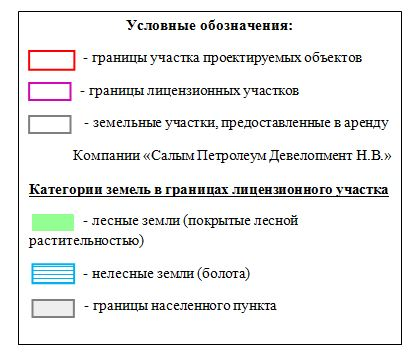 Условные обозначения:
- границы участка проектируемых объектов
- границы лицензионных участков
- земельные участки, предоставленные в аренду
Компании «Салым Петролеум Девелопмент Н.В.»
Категории земель в границах лицензионного участка
- лесные земли (покрытые лесной
растительностью)
- нелесные земли (болота)
- границы населенного пункта